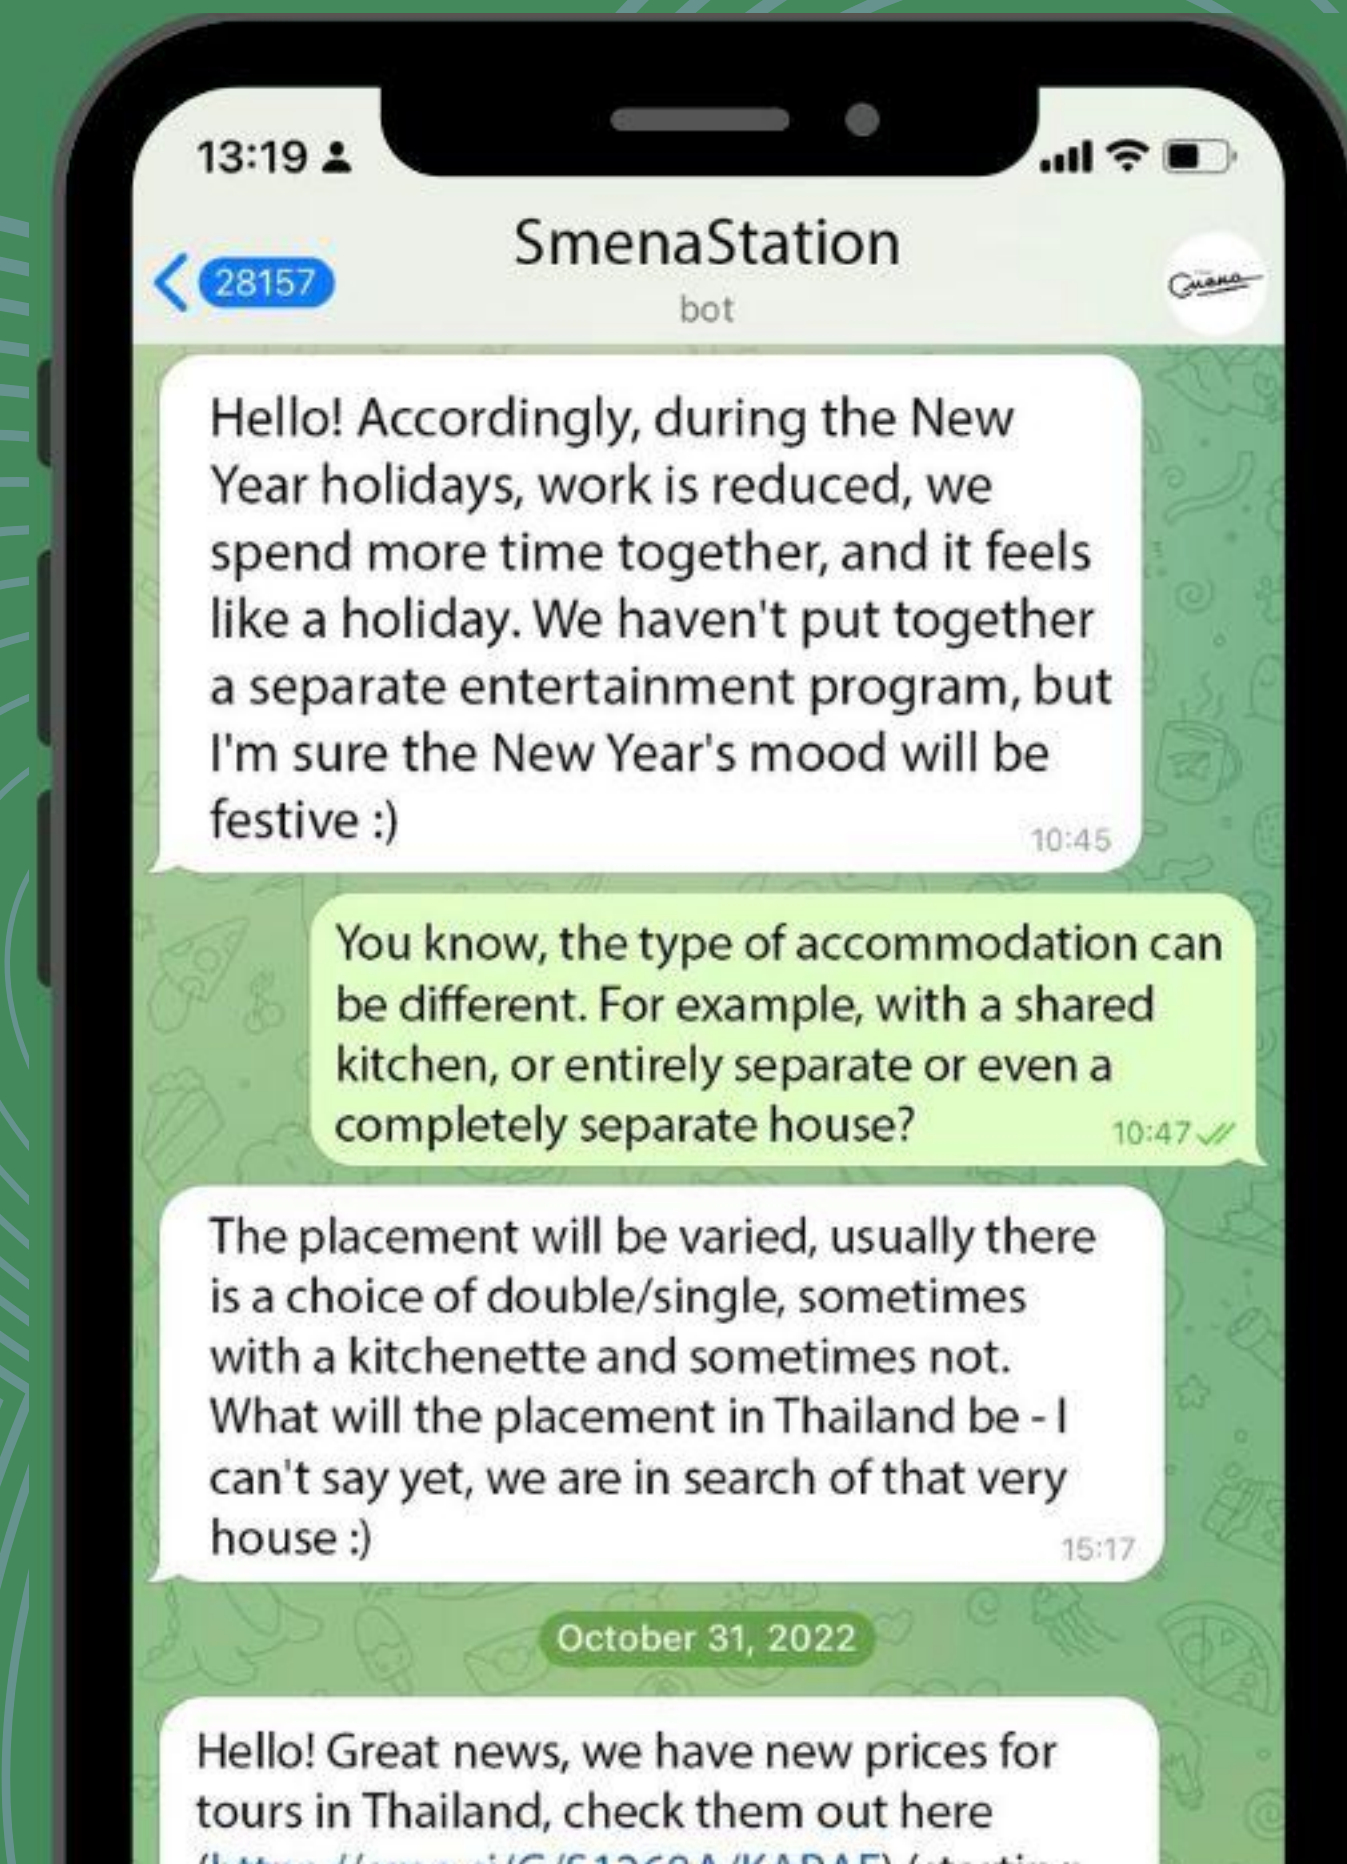 13:19
28157
SmenaStation
bot
Смена
Hello! Accordingly, during the New
Year holidays, work is reduced, we
spend more time together, and it feels
like a holiday. We haven't put together
a separate entertainment program, but
I'm sure the New Year's mood will be
festive :)
10:45
You know, the type of accommodation can
be different. For example, with a shared
kitchen, or entirely separate or even a
completely separate house?
10:47
The placement will be varied, usually there
is a choice of double/single, sometimes
with a kitchenette and sometimes not.
What will the placement in Thailand be - I
can't say yet, we are in search of that very
house :)
15:17
October 31, 2022
Hello! Great news, we have new prices for
tours in Thailand, check them out here